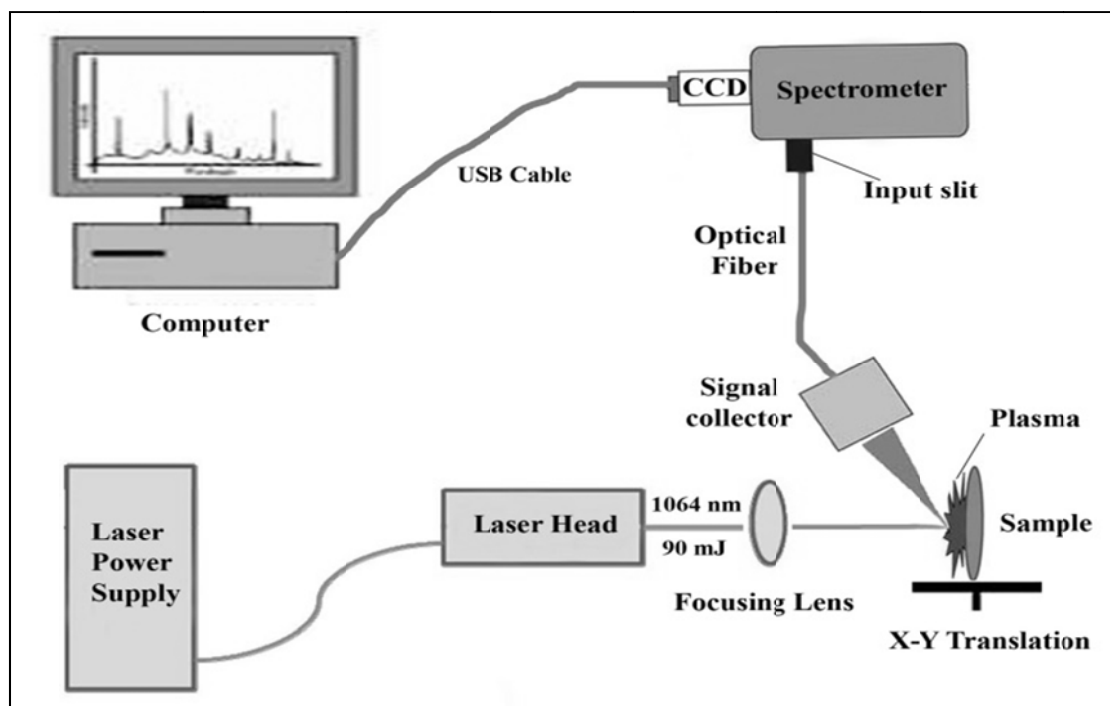 CCD
Spectrometer
USB Cable
Input slit
Optical
Fiber
Computer
Signal
collector
Plasma
Laser
Power
Supply
Laser Head
1064 nm
90 mJ
Focusing Lens
Sample
X-Y Translation